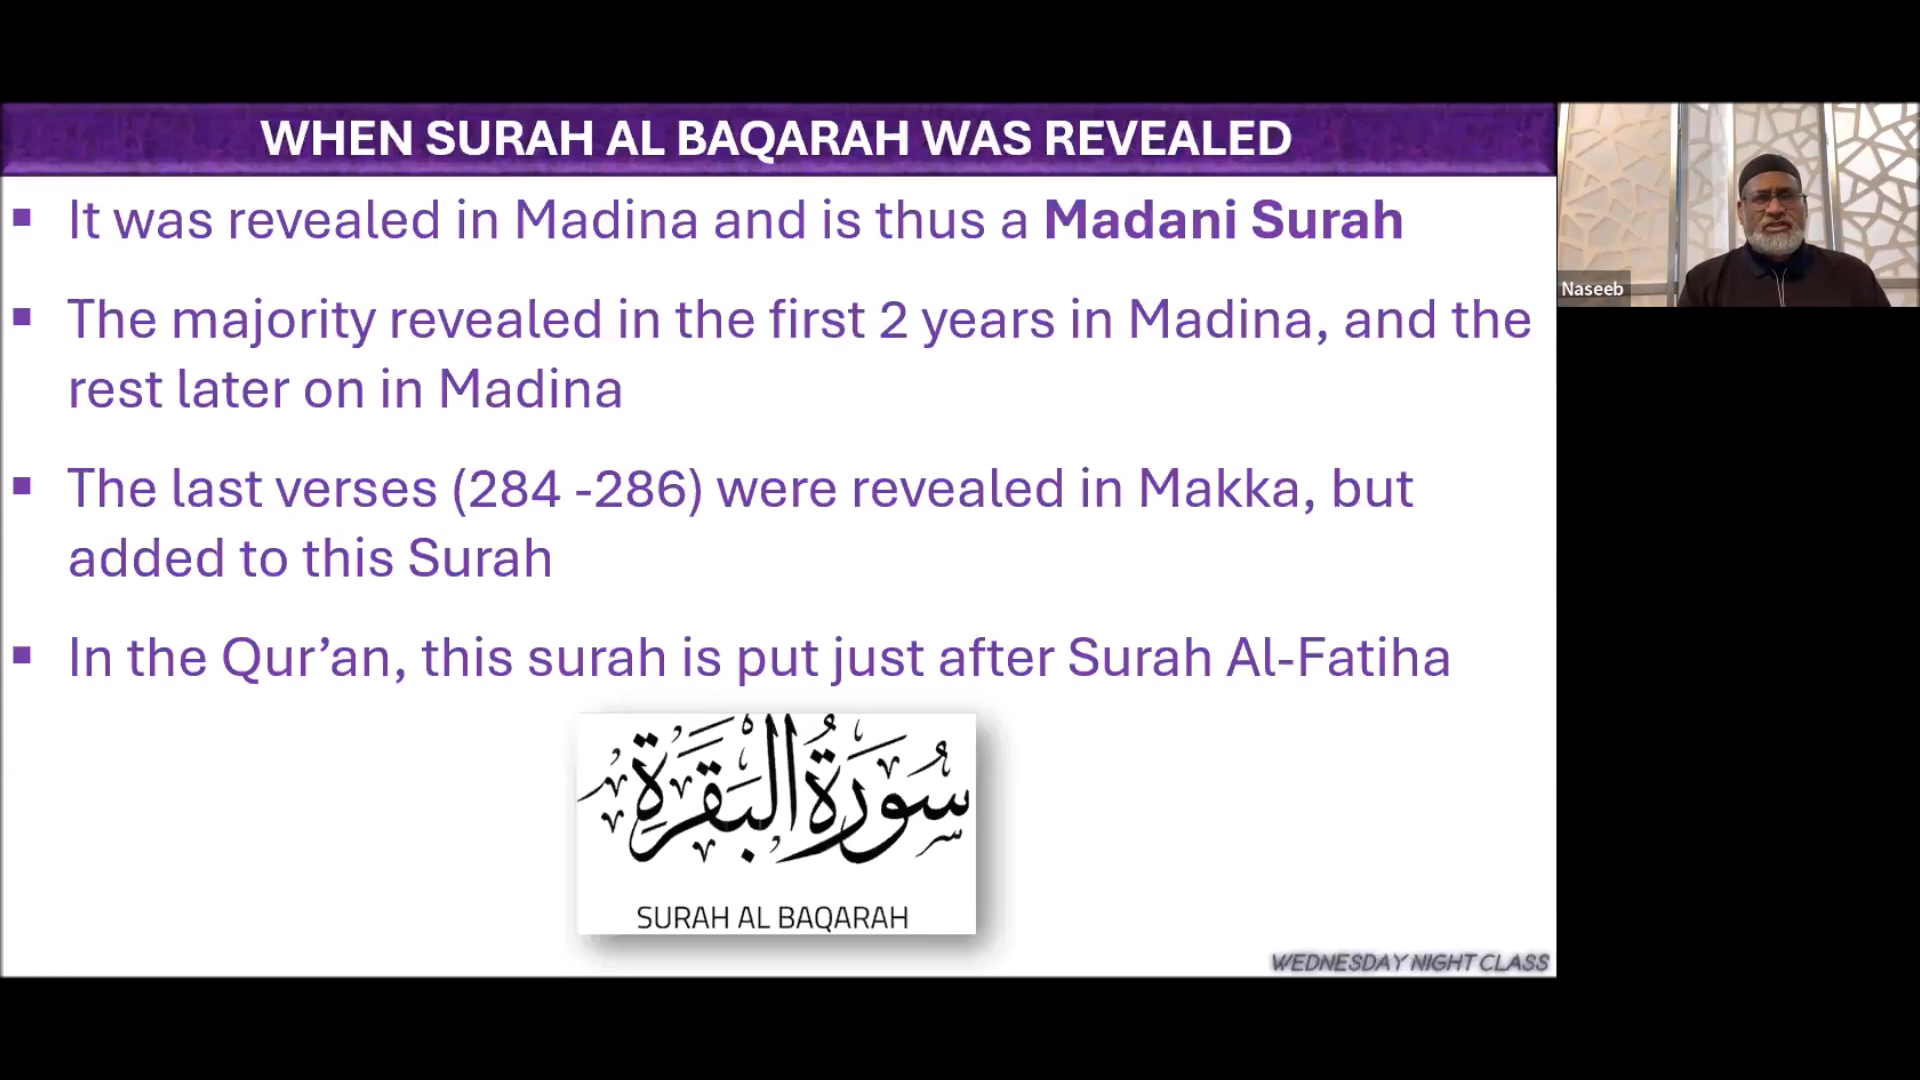 WHEN SURAH AL BAQARAH WAS REVEALED
▪ It was revealed in Madina and is thus a Madani Surah
▪ The majority revealed in the first 2 years in Madina, and the
rest later on in Madina
▪ The last verses (284 -286) were revealed in Makka, but
added to this Surah
▪ In the Qur’an, this surah is put just after Surah Al-Fatiha
سُورَةُ الْبَقَرَةِ
SURAH AL BAQARAH
WEDNESDAY NIGHT CLASS
Naseeb